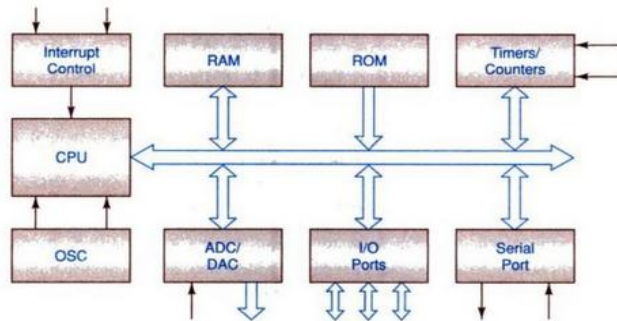 Interrupt
Control
RAM
ROM
Timers/
Counters
CPU
OSC
ADC/
DAC
I/O
Ports
Serial
Port